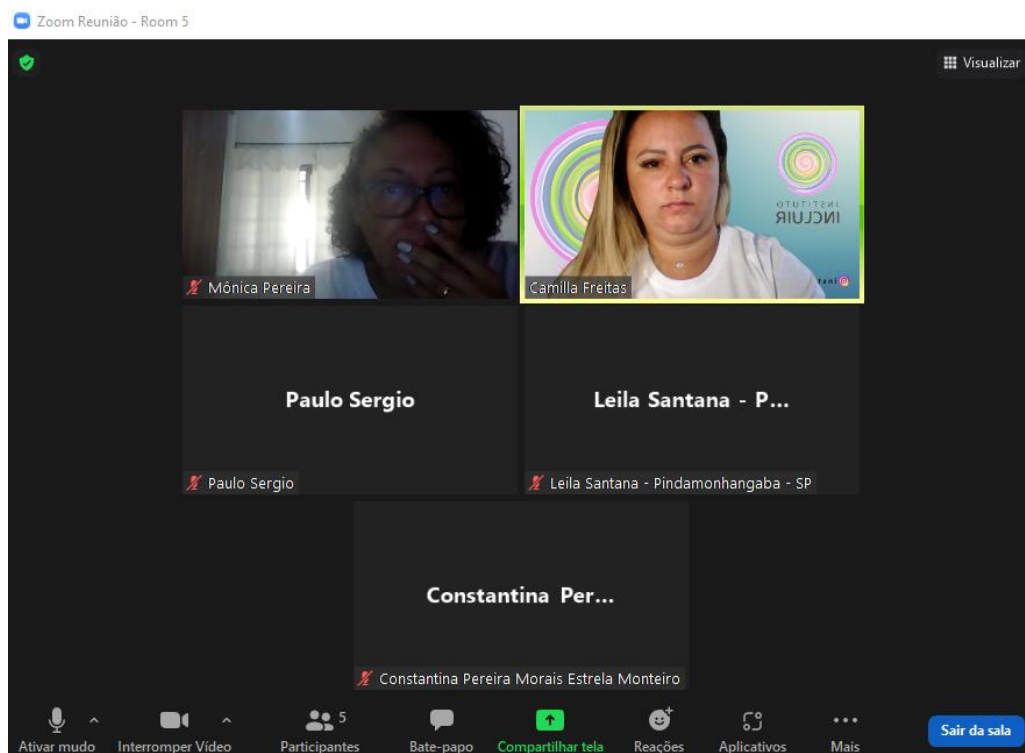 Zoom Reunião - Room 5
Visualizar
INSTITUTO
INCLUIR
Mônica Pereira
Camilla Freitas
Paulo Sergio
Leila Santana - P...
Paulo Sergio
Leila Santana - Pindamonhangaba - SP
Constantina Per...
Constantina Pereira Morais Estrela Monteiro
5
Ativar mudo
Interromper Vídeo
Participantes
Bate-papo
Compartilhar tela
Reações
Aplicativos
Mais
Sair da sala